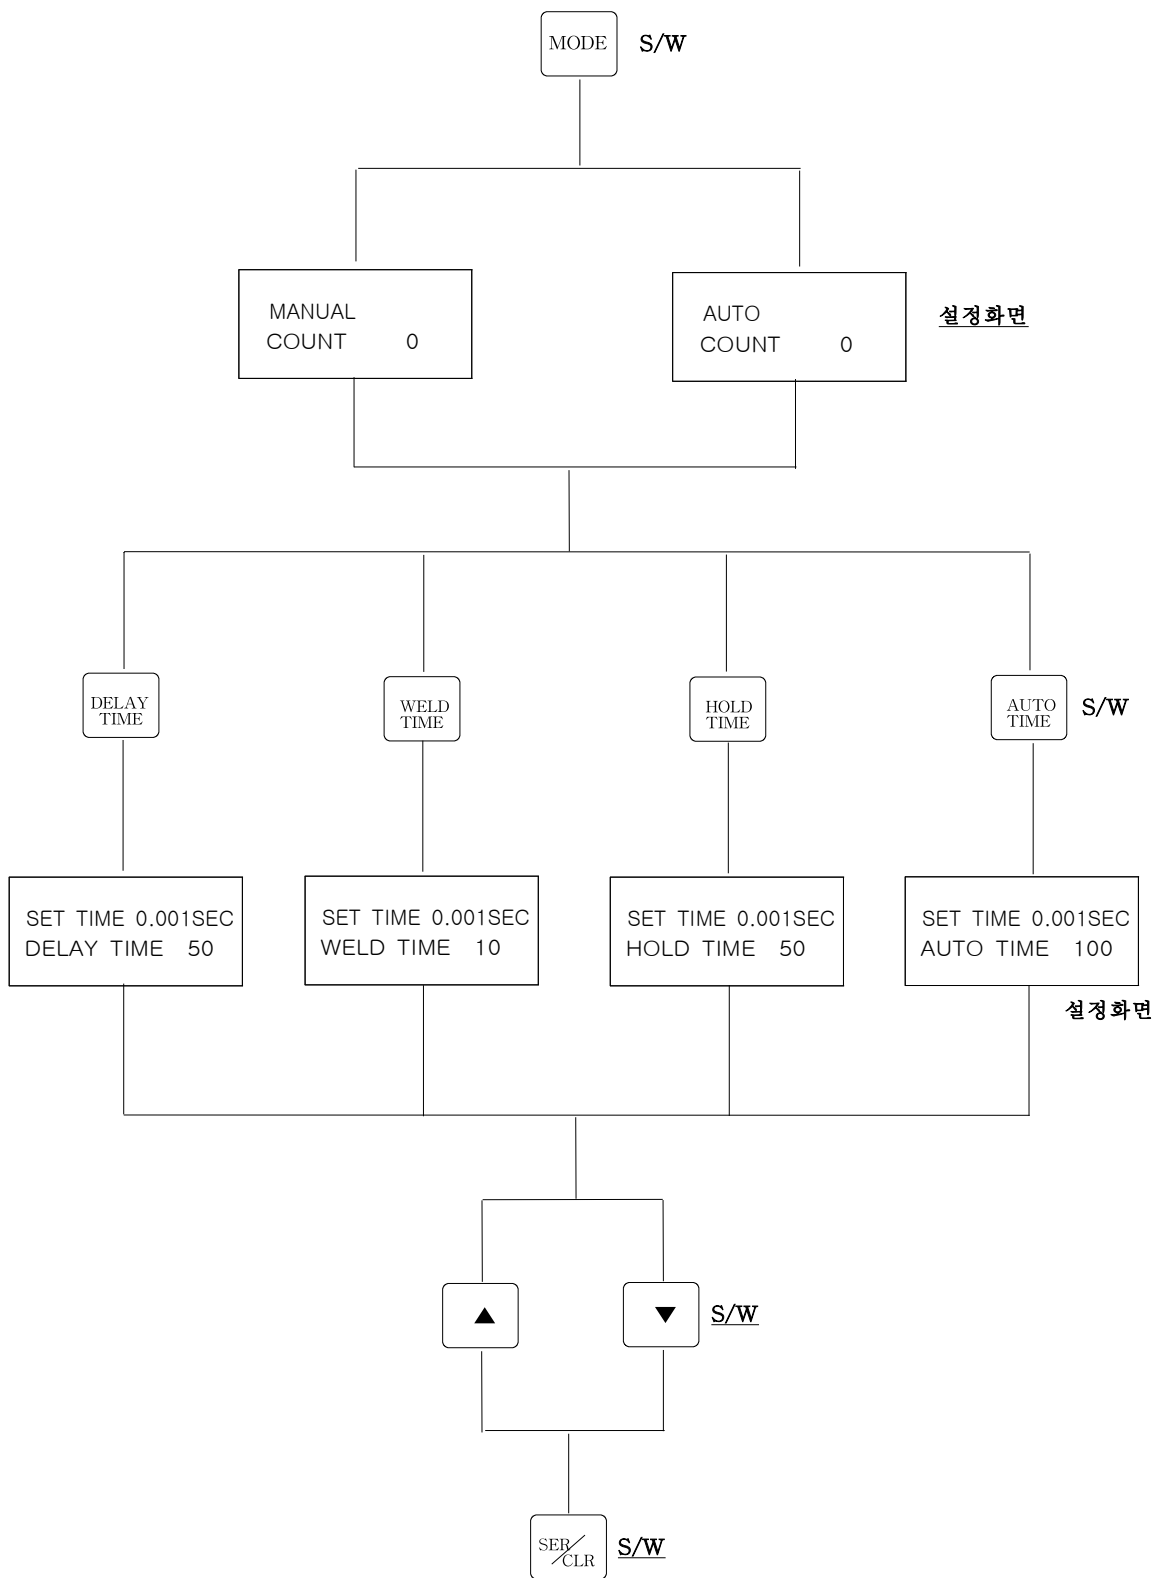 MODE S/W
MANUAL
COUNT 0
AUTO
COUNT 0
설정화면
DELAY
TIME
WELD
TIME
HOLD
TIME
AUTO
TIME
S/W
SET TIME 0.001SEC
DELAY TIME 50
SET TIME 0.001SEC
WELD TIME 10
SET TIME 0.001SEC
HOLD TIME 50
SET TIME 0.001SEC
AUTO TIME 100
설정화면
▲ ▼ S/W
SER/CLR S/W